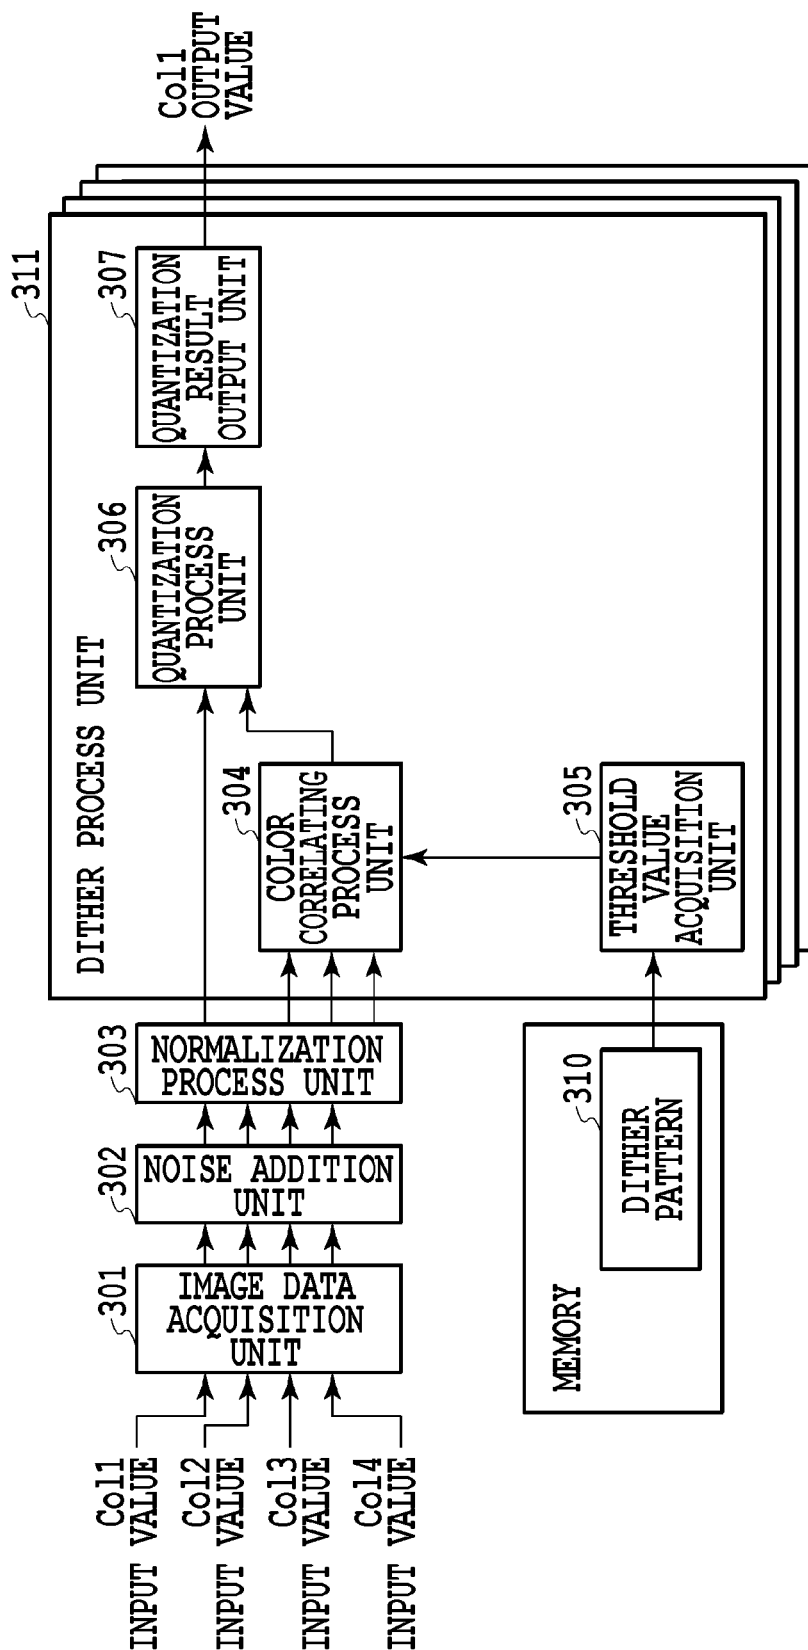 Col1
INPUT VALUE
Col2
INPUT VALUE
Col3
INPUT VALUE
Col4
INPUT VALUE
301
IMAGE DATA
ACQUISITION
UNIT
302
NOISE ADDITION
UNIT
303
NORMALIZATION
PROCESS UNIT
MEMORY
310
DITHER
PATTERN
311
DITHER PROCESS UNIT
304
COLOR
CORRELATING
PROCESS
UNIT
305
THRESHOLD
VALUE
ACQUISITION
UNIT
306
QUANTIZATION
PROCESS
UNIT
307
QUANTIZATION
RESULT
OUTPUT UNIT
Col1
OUTPUT
VALUE